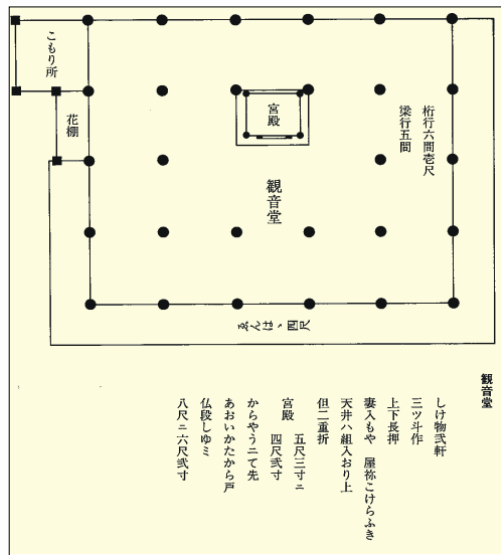 こもり所
花棚
宮殿
観音堂
桁行六間壱尺
梁行五間
ゑんはゝ四尺
観音堂
しけ物弐軒
三ツ斗作
上下長押
妻入もや 屋祢こけらふき
天井ハ組入おり上
但二重折
宮殿 五尺三寸ニ
四尺弐寸
からやうニて先
あおいかたから戸
仏段しゆミ
八尺ニ六尺弐寸